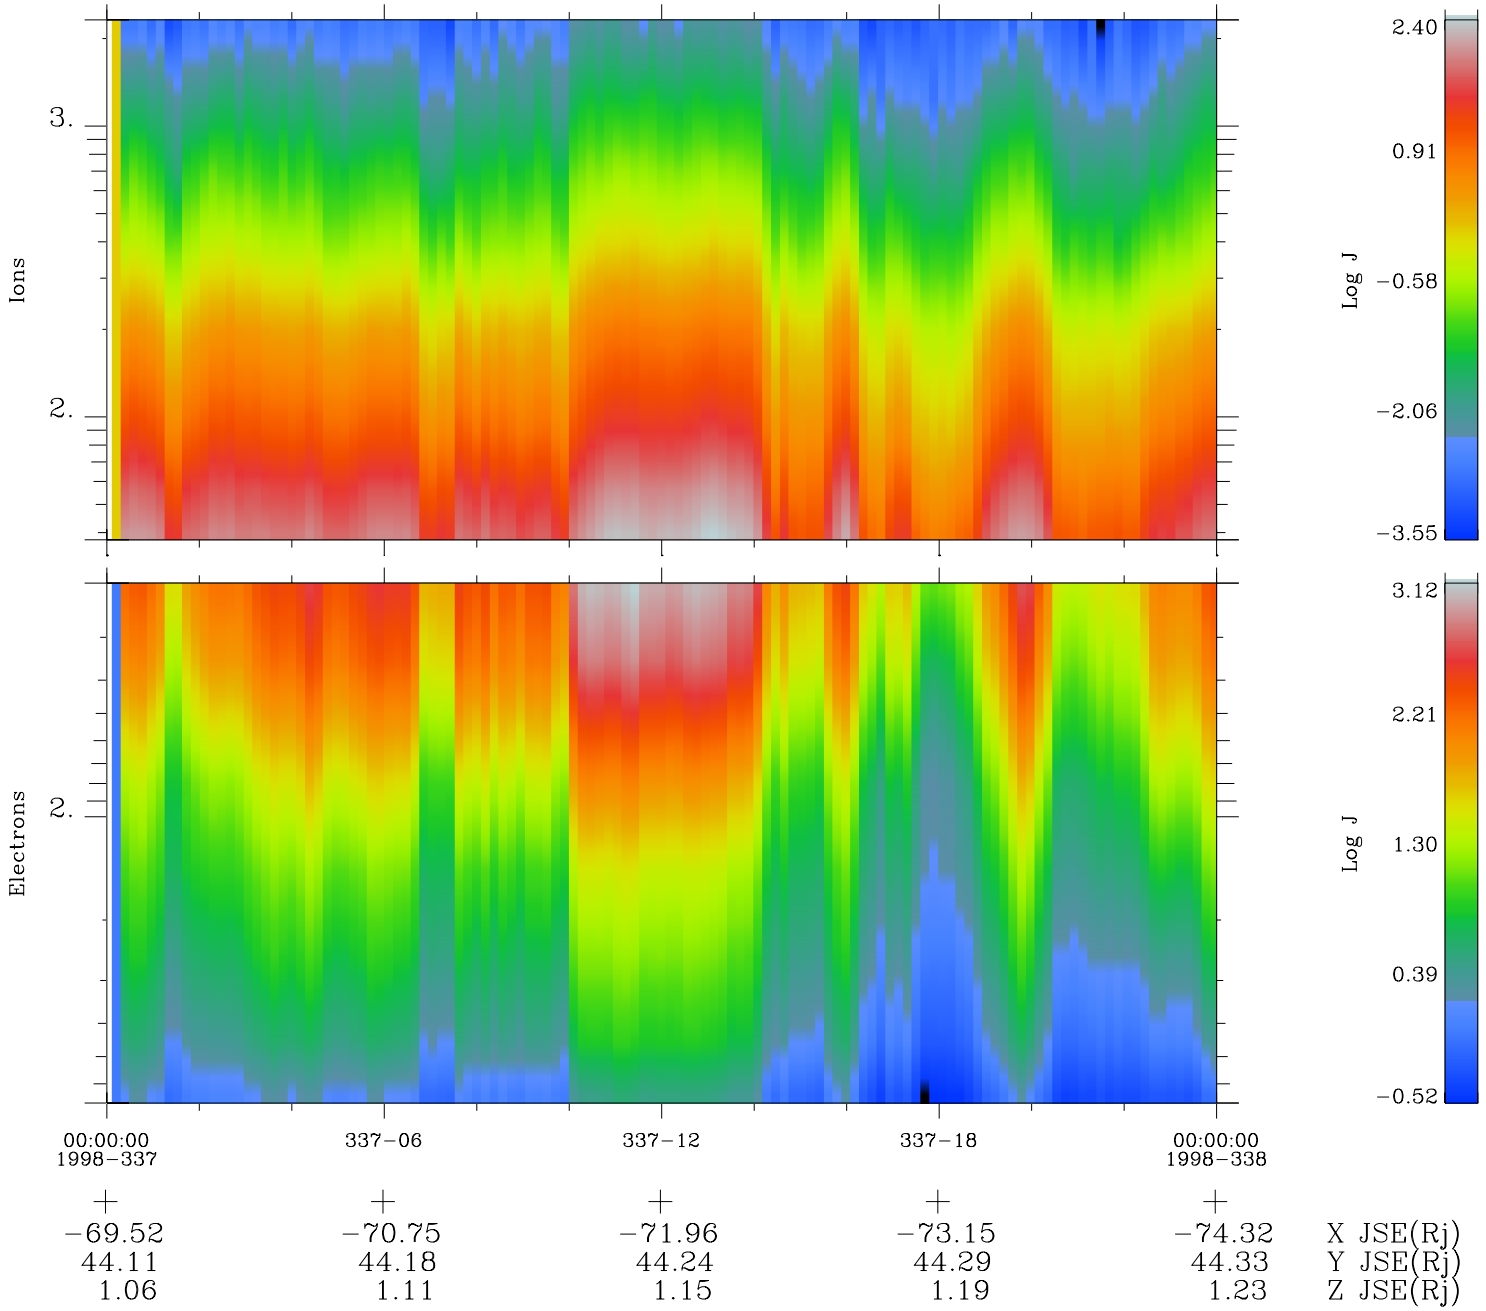 2.40
3.
0.91
Ions
Log J
−0.58
2.
−2.06
−3.55
3.12
2.21
Electrons
2.
Log J
1.30
0.39
−0.52
00:00:00 337−06 337−12 337−18 00:00:00
1998−337 1998−338
−69.52 −70.75 −71.96 −73.15 −74.32 X JSE(Rj)
44.11 44.18 44.24 44.29 44.33 Y JSE(Rj)
1.06 1.11 1.15 1.19 1.23 Z JSE(Rj)